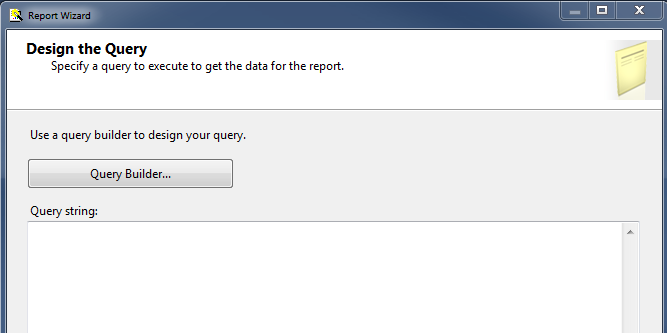 Report Wizard
Design the Query
Specify a query to execute to get the data for the report.
Use a query builder to design your query.
Query Builder...
Query string: